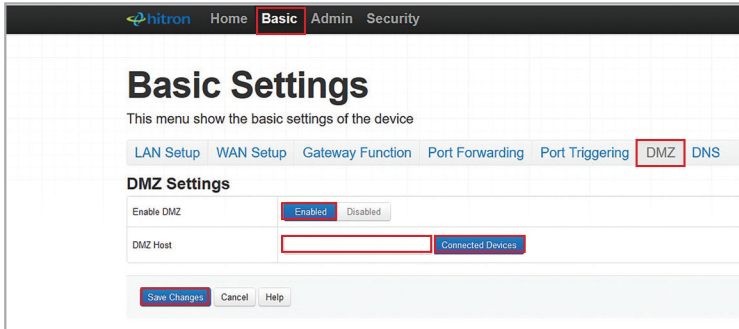 hitron Home Basic Admin Security
Basic Settings
This menu show the basic settings of the device
LAN Setup WAN Setup Gateway Function Port Forwarding Port Triggering DMZ DNS
DMZ Settings
Enable DMZ Enabled Disabled
DMZ Host Connected Devices
Save Changes Cancel Help